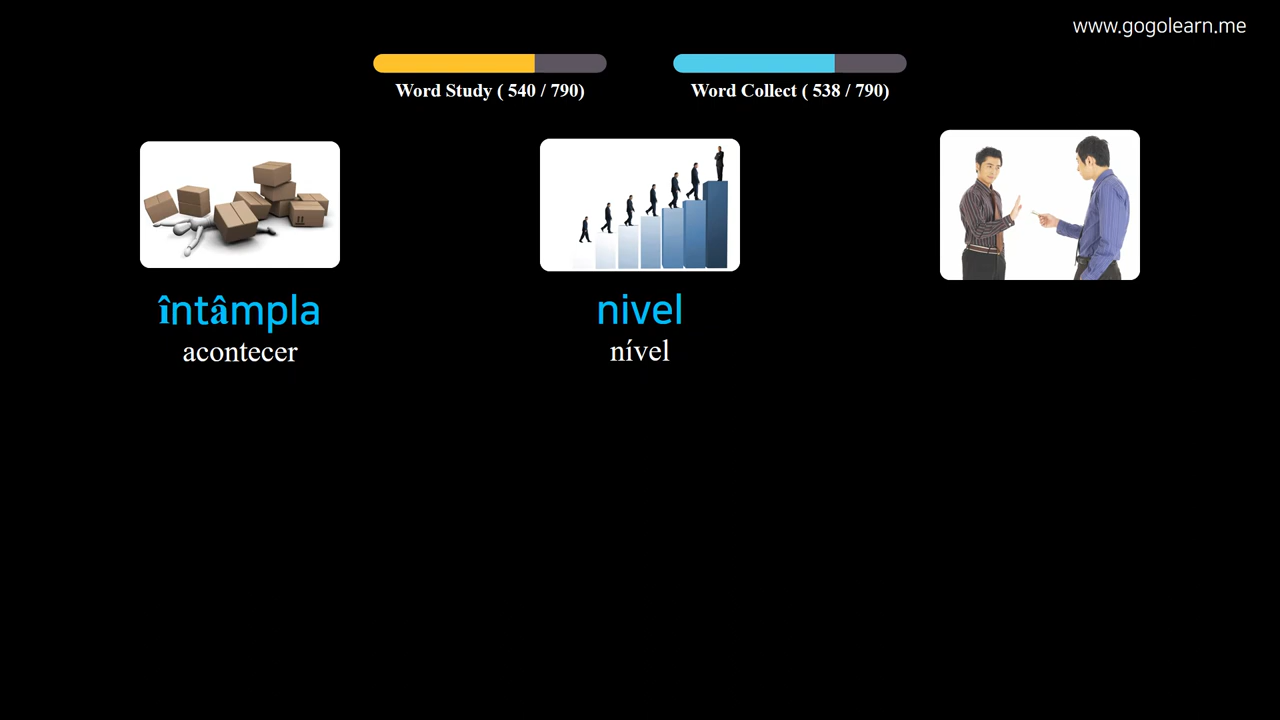 www.gogolearn.me
Word Study ( 540 / 790)
Word Collect ( 538 / 790)
întâmpla
acontecer
nivel
nível